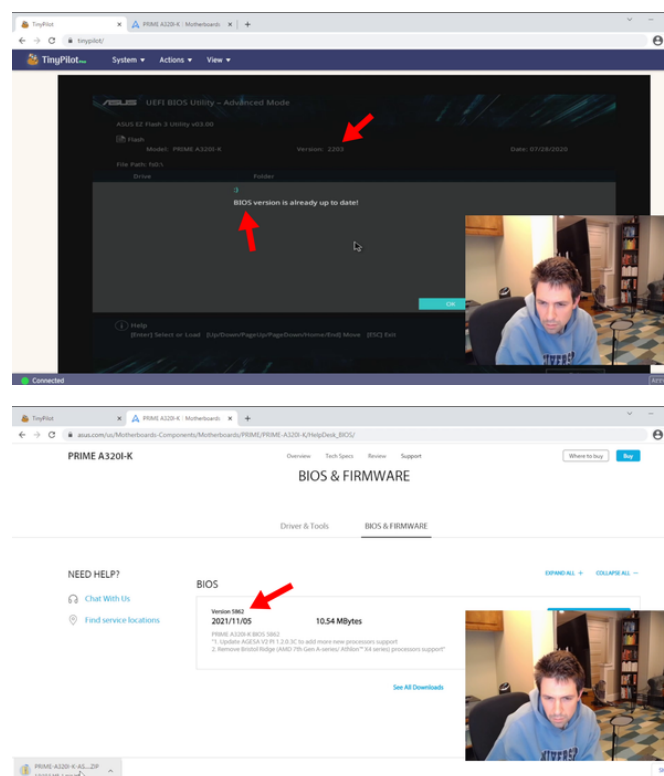 TinyPilot
PRIME A320I-K | Motherboards
tinypilot/
TinyPilot
System
Actions
View
ASUS UEFI BIOS Utility – Advanced Mode
ASUS EZ Flash 3 Utility v03.00
Flash
Model: PRIME A320I-K
Version: 2203
Date: 07/28/2020
File Path: fs0:\
Drive
Folder
BIOS version is already up to date!
OK
Help
[Enter] Select or Load [Up/Down/PageUp/PageDown/Home/End] Move [ESC] Exit
Connected
TinyPilot
PRIME A320I-K | Motherboards
asus.com/us/Motherboards-Components/Motherboards/PRIME/PRIME-A320I-K/HelpDesk_BIOS/
PRIME A320I-K
Overview
Tech Specs
Review
Support
Where to buy
Buy
BIOS & FIRMWARE
Driver & Tools
BIOS & FIRMWARE
NEED HELP?
EXPAND ALL +
COLLAPSE ALL −
BIOS
Chat With Us
Find service locations
Version 5862
2021/11/05
10.54 MBytes
PRIME A320I-K BIOS 5862
"1. Update AGESA V2 PI 1.2.0.3C to add more new processors support
2. Remove Bristol Ridge (AMD 7th Gen A-series/ Athlon™ X4 series) processors support"
See All Downloads
PRIME-A320I-K-AS....ZIP